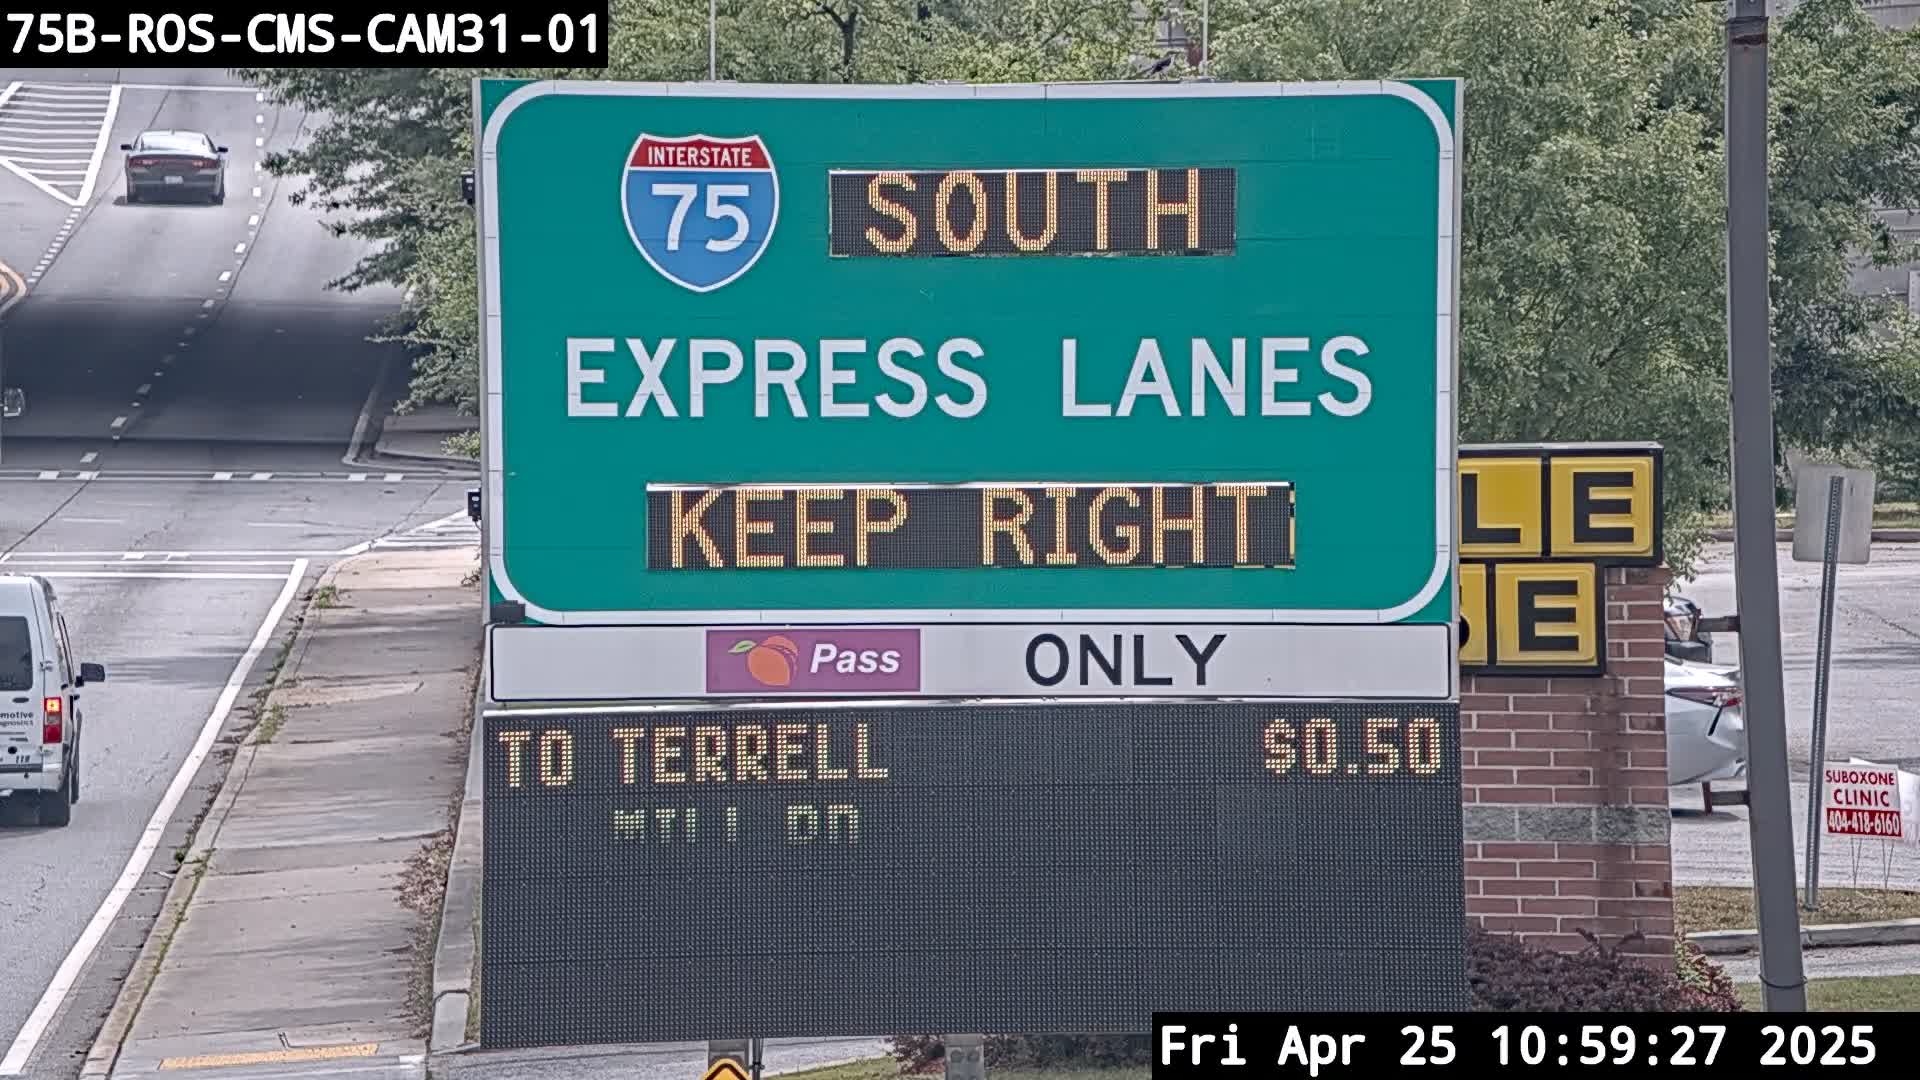 75B-ROS-CMS-CAM31-01
INTERSTATE
75
SOUTH
EXPRESS LANES
KEEP RIGHT
Pass ONLY
TO TERRELL $0.50
LE
E
SUBOXONE
CLINIC
404-418-6160
Fri Apr 25 10:59:27 2025